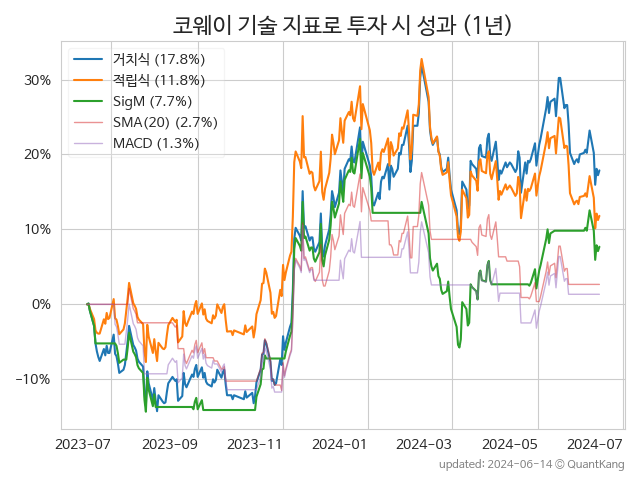 코웨이 기술 지표로 투자 시 성과 (1년)
거치식 (17.8%)
적립식 (11.8%)
SigM (7.7%)
SMA(20) (2.7%)
MACD (1.3%)
30%
20%
10%
0%
−10%
2023-07 2023-09 2023-11 2024-01 2024-03 2024-05 2024-07
updated: 2024-06-14 © QuantKang